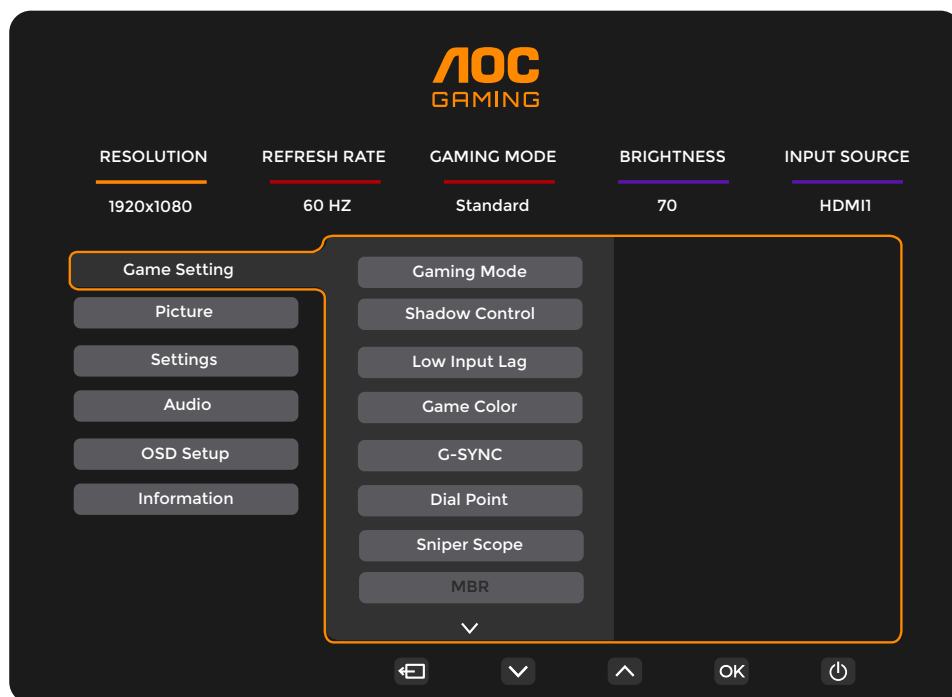 AOC
GAMING
RESOLUTION REFRESH RATE GAMING MODE BRIGHTNESS INPUT SOURCE
1920x1080 60 HZ Standard 70 HDMI1
Game Setting
Picture
Settings
Audio
OSD Setup
Information
Gaming Mode
Shadow Control
Low Input Lag
Game Color
G-SYNC
Dial Point
Sniper Scope
MBR
OK